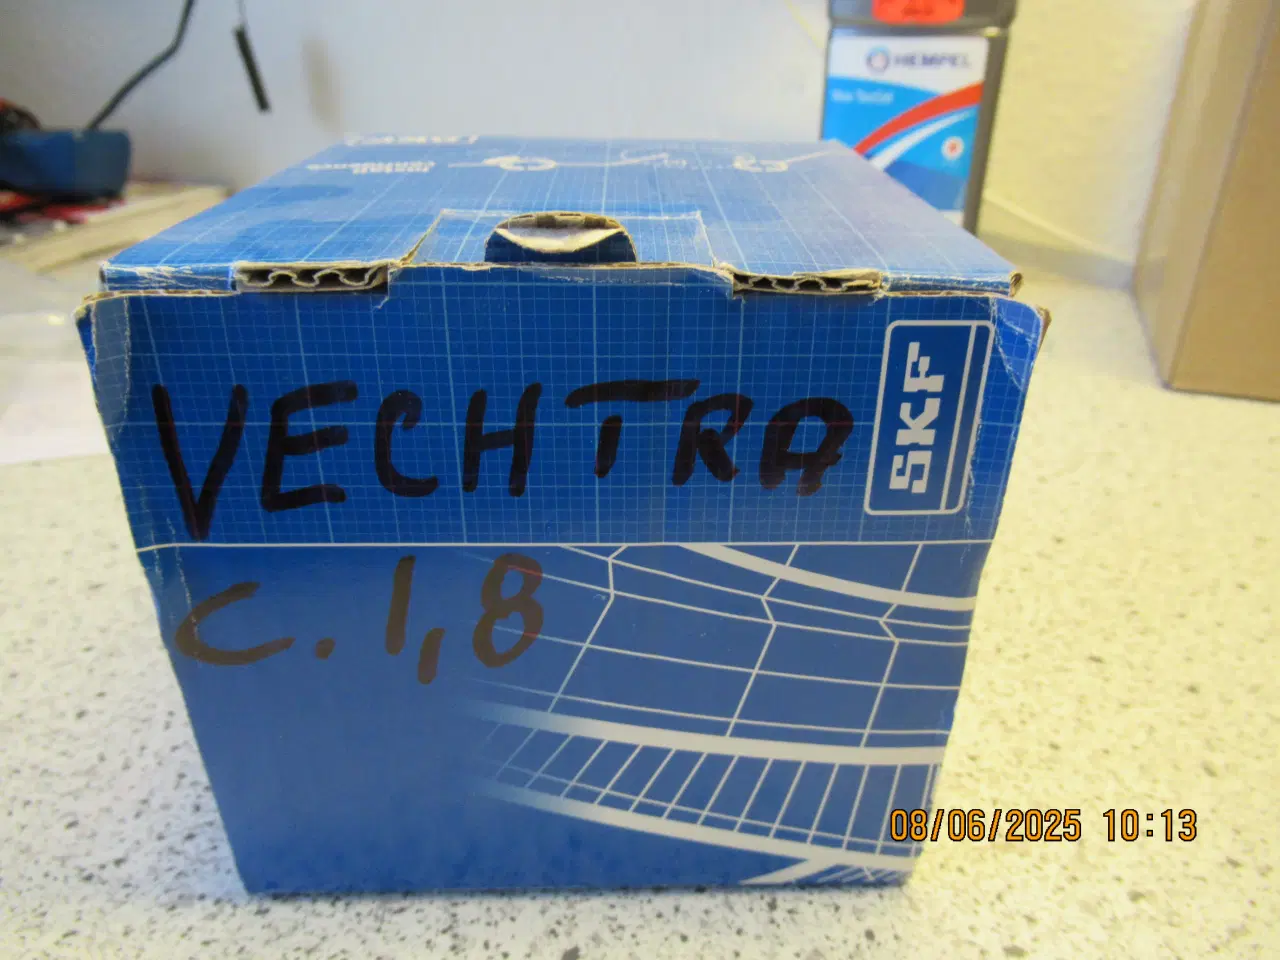 HEMPEL
VECHTRA
SKF
C. 1,8
08/06/2025 10:13